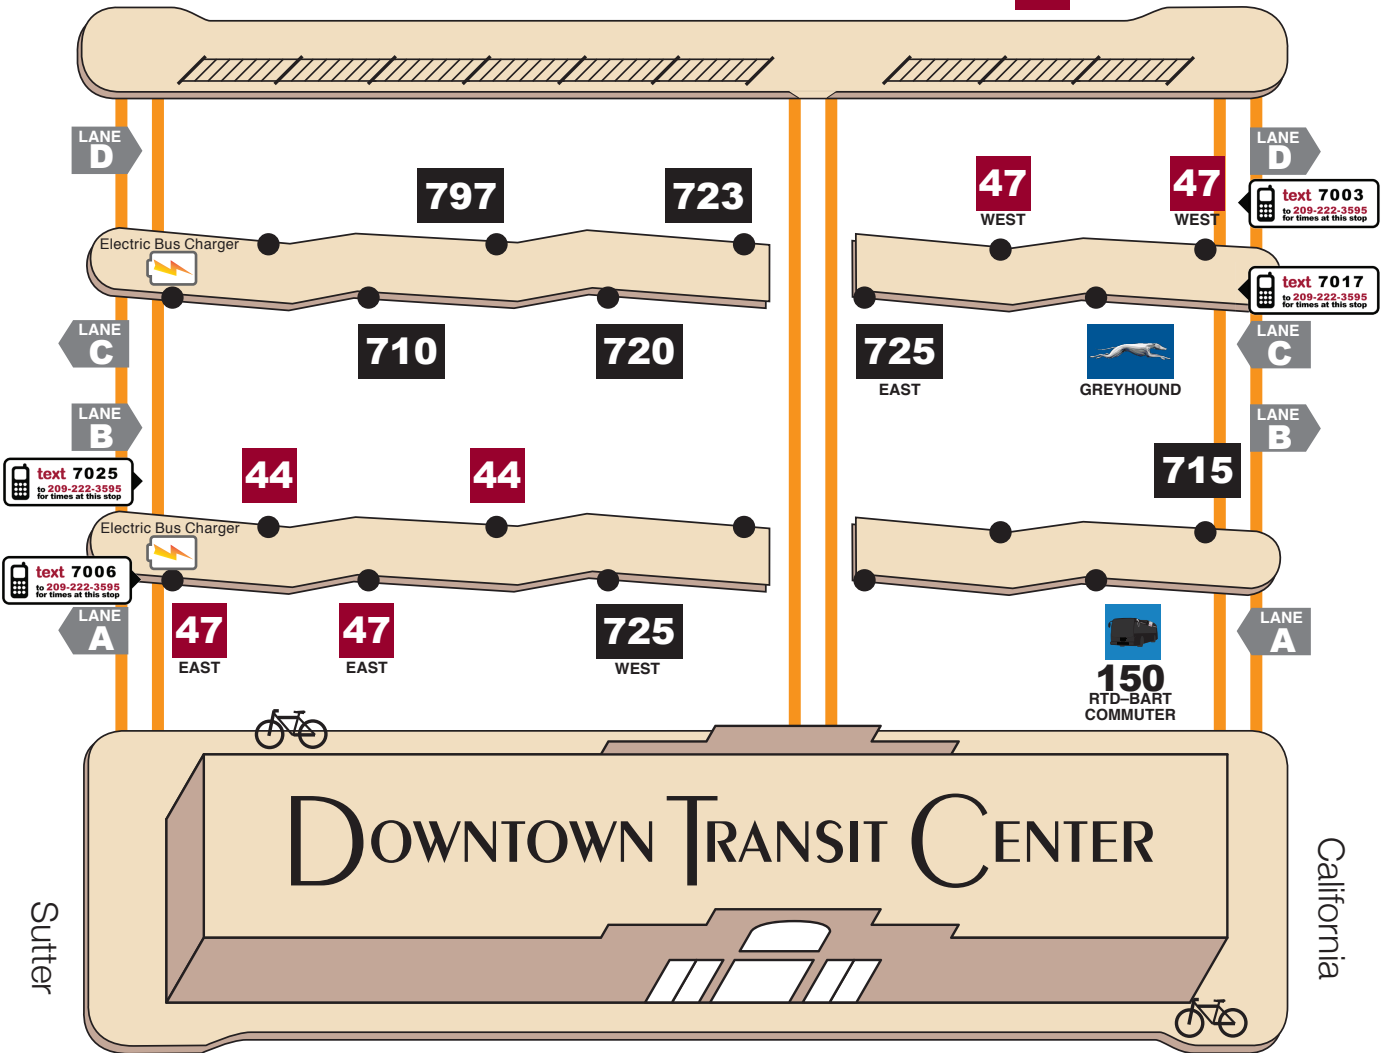 LANE
D
LANE
D
797
723
47
WEST
47
WEST
text 7003
to 209-222-3595
for times at this stop
Electric Bus Charger
text 7017
to 209-222-3595
for times at this stop
LANE
C
710
720
725
EAST
GREYHOUND
LANE
C
LANE
B
LANE
B
text 7025
to 209-222-3595
for times at this stop
44
44
715
Electric Bus Charger
text 7006
to 209-222-3595
for times at this stop
LANE
A
47
EAST
47
EAST
725
WEST
150
RTD–BART
COMMUTER
LANE
A
DOWNTOWN TRANSIT CENTER
Sutter
California